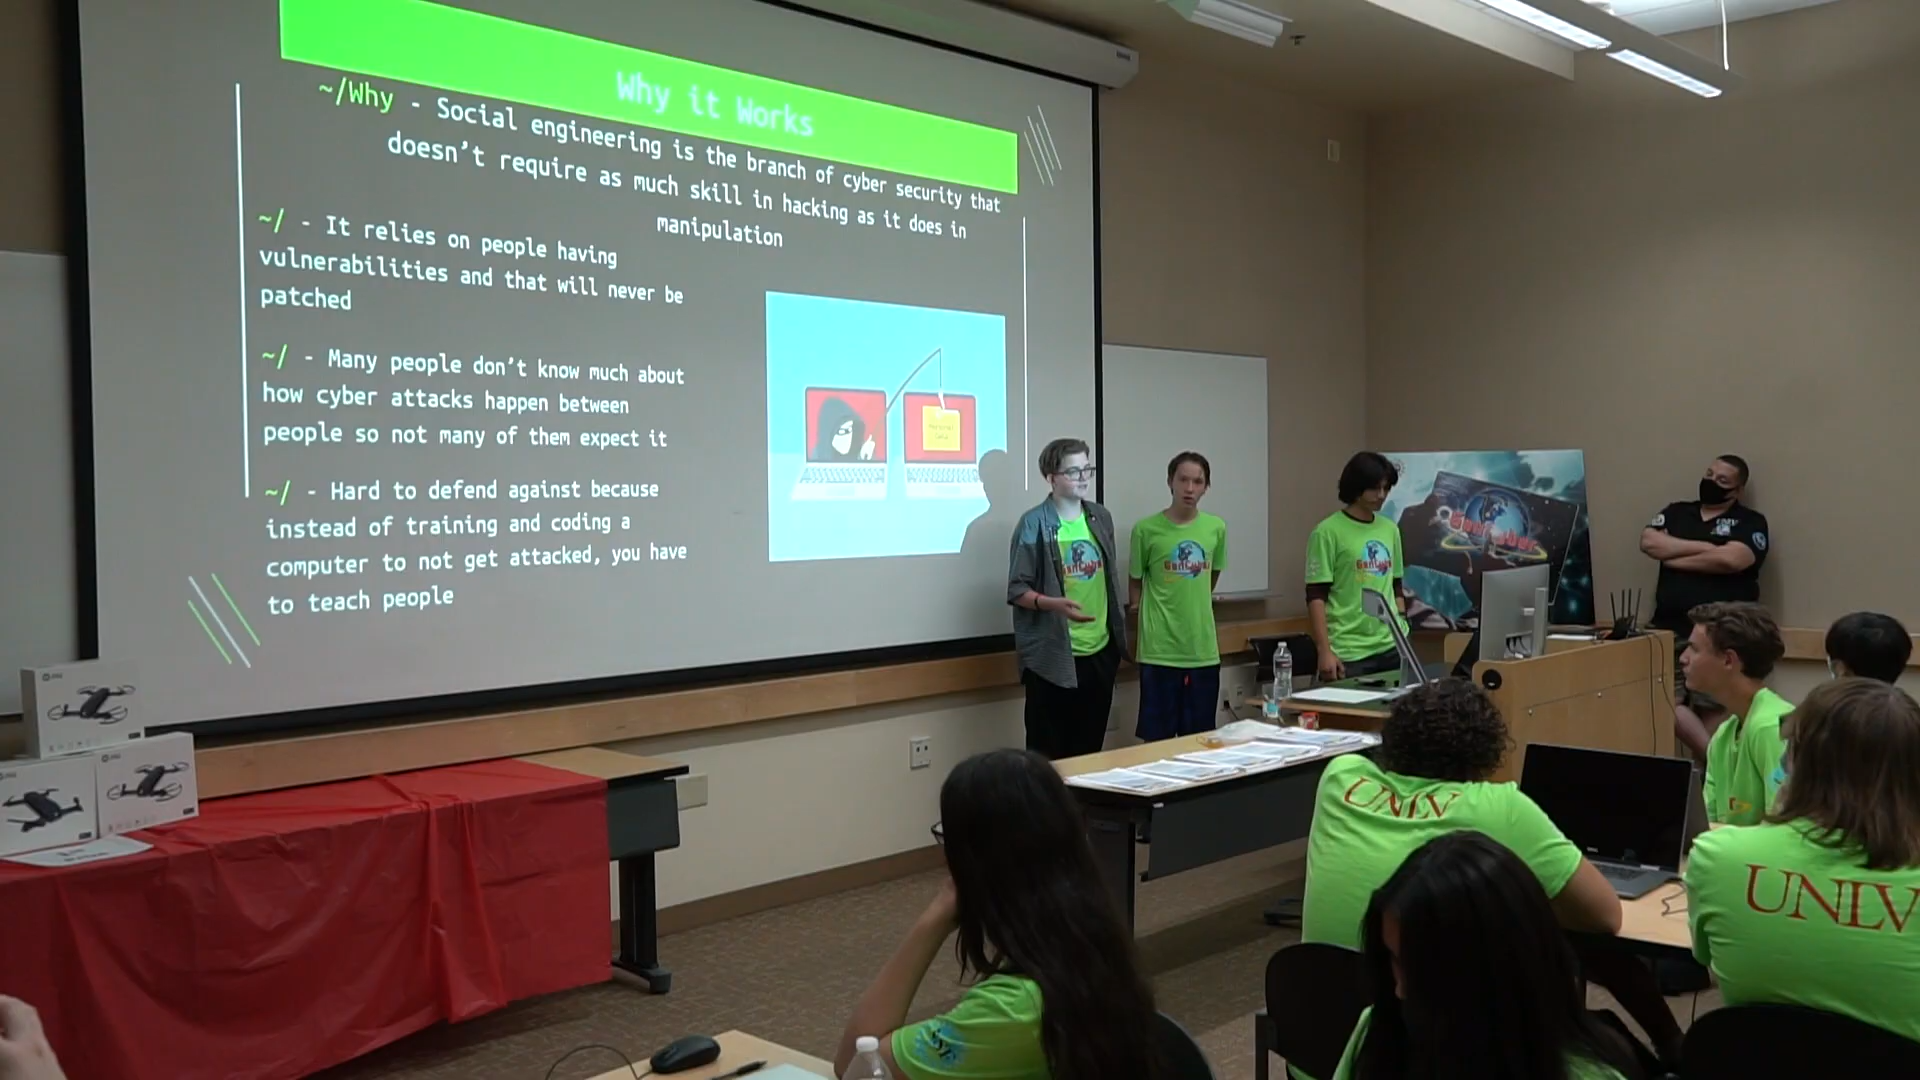 Why it Works
~/Why - Social engineering is the branch of cyber security that
doesn't require as much skill in hacking as it does in
manipulation
~/ - It relies on people having
vulnerabilities and that will never be
patched
~/ - Many people don't know much about
how cyber attacks happen between
people so not many of them expect it
~/ - Hard to defend against because
instead of training and coding a
computer to not get attacked, you have
to teach people
GenCyber
GenCyber
UNLV
UNLV